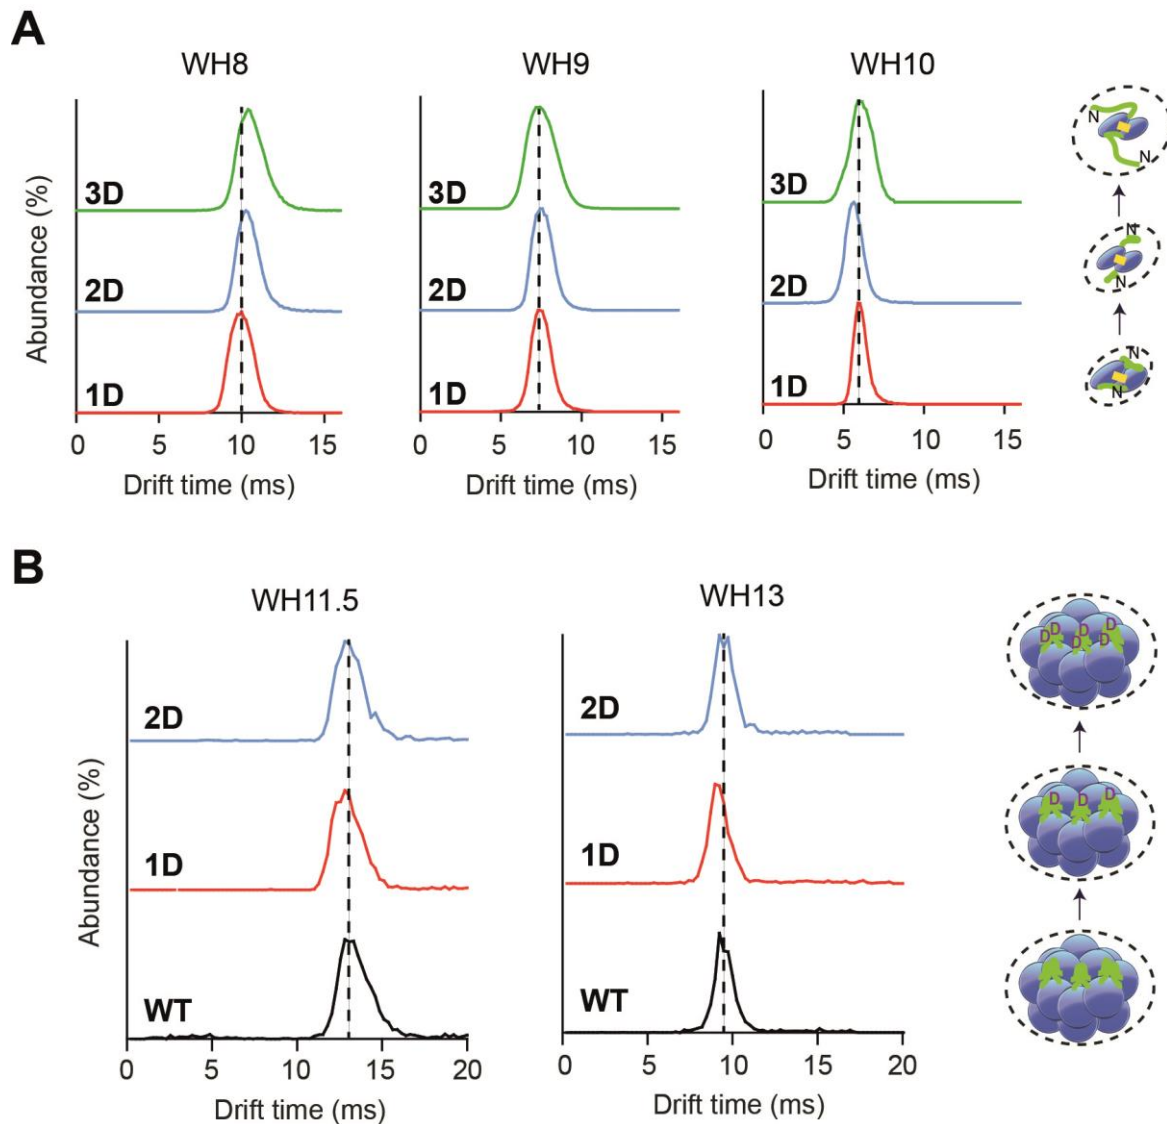 A
WH8
WH9
WH10
Abundance (%)
3D
2D
1D
3D
2D
1D
3D
2D
1D
0 5 10 15
0 5 10 15
0 5 10 15
Drift time (ms)
Drift time (ms)
Drift time (ms)
N
N
N
N
N
N
B
WH11.5
WH13
Abundance (%)
2D
1D
WT
2D
1D
WT
0 5 10 15 20
0 5 10 15 20
Drift time (ms)
Drift time (ms)
D D D D D D
D D D